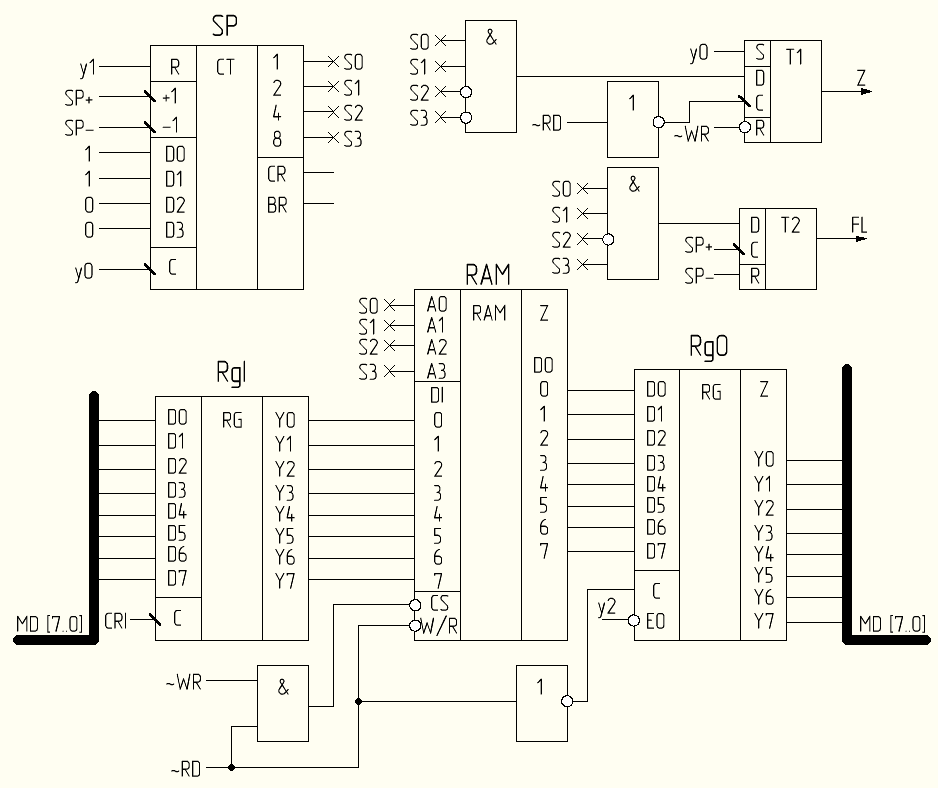 SP
y1 R CT 1 S0
SP+ +1 2 S1
SP- -1 4 S2
8 S3
1 D0
1 D1 CR
0 D2 BR
0 D3
y0 C
S0 &
S1
S2
S3
~RD 1
y0 S T1
D Z
C
~WR R
S0 &
S1
S2
S3
D T2 FL
SP+ C
SP- R
RAM
S0 A0 RAM Z
S1 A1
S2 A2
S3 A3
DI DO
0 0
1 1
2 2
3 3
4 4
5 5
6 6
7 7
CS
W/R
RgI
D0 RG Y0
D1 Y1
D2 Y2
D3 Y3
D4 Y4
D5 Y5
D6 Y6
D7 Y7
CRI C
MD [7..0]
RgO
D0 RG Z
D1
D2
D3 Y0
D4 Y1
D5 Y2
D6 Y3
D7 Y4
C Y5
y2 Y6
EO Y7
MD [7..0]
~WR &
~RD
1